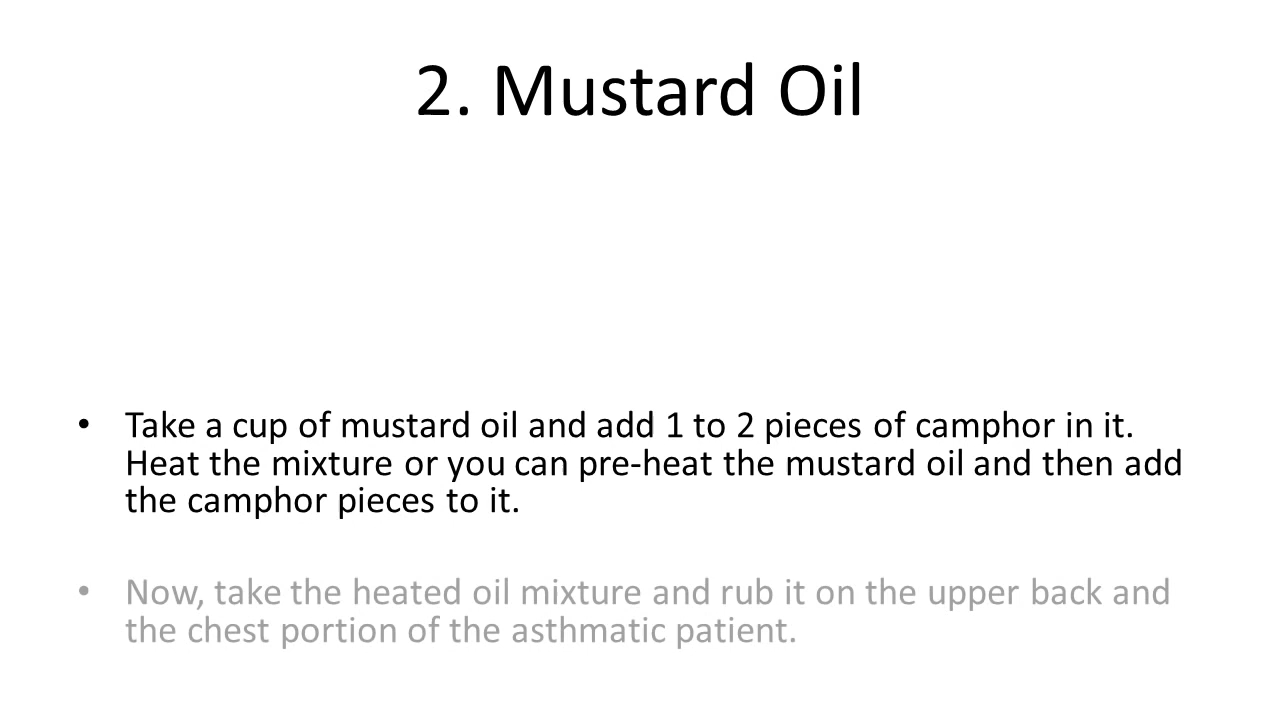 2. Mustard Oil
• Take a cup of mustard oil and add 1 to 2 pieces of camphor in it.
Heat the mixture or you can pre-heat the mustard oil and then add
the camphor pieces to it.
• Now, take the heated oil mixture and rub it on the upper back and
the chest portion of the asthmatic patient.